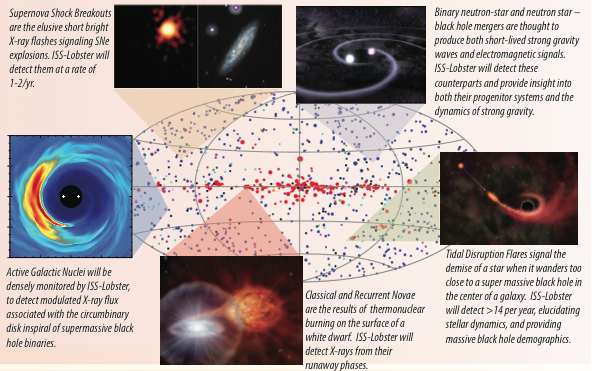 Supernova Shock Breakouts
are the elusive short bright
X-ray flashes signaling SNe
explosions. ISS-Lobster will
detect them at a rate of
1-2/yr.
Binary neutron-star and neutron star –
black hole mergers are thought to
produce both short-lived strong gravity
waves and electromagnetic signals.
ISS-Lobster will detect these
counterparts and provide insight into
both their progenitor systems and the
dynamics of strong gravity.
Active Galactic Nuclei will be
densely monitored by ISS-Lobster,
to detect modulated X-ray flux
associated with the circumbinary
disk inspiral of supermassive black
hole binaries.
Classical and Recurrent Novae
are the results of thermonuclear
burning on the surface of a
white dwarf. ISS-Lobster will
detect X-rays from their
runaway phases.
Tidal Disruption Flares signal the
demise of a star when it wanders too
close to a super massive black hole in
the center of a galaxy. ISS-Lobster
will detect >14 per year, elucidating
stellar dynamics, and providing
massive black hole demographics.